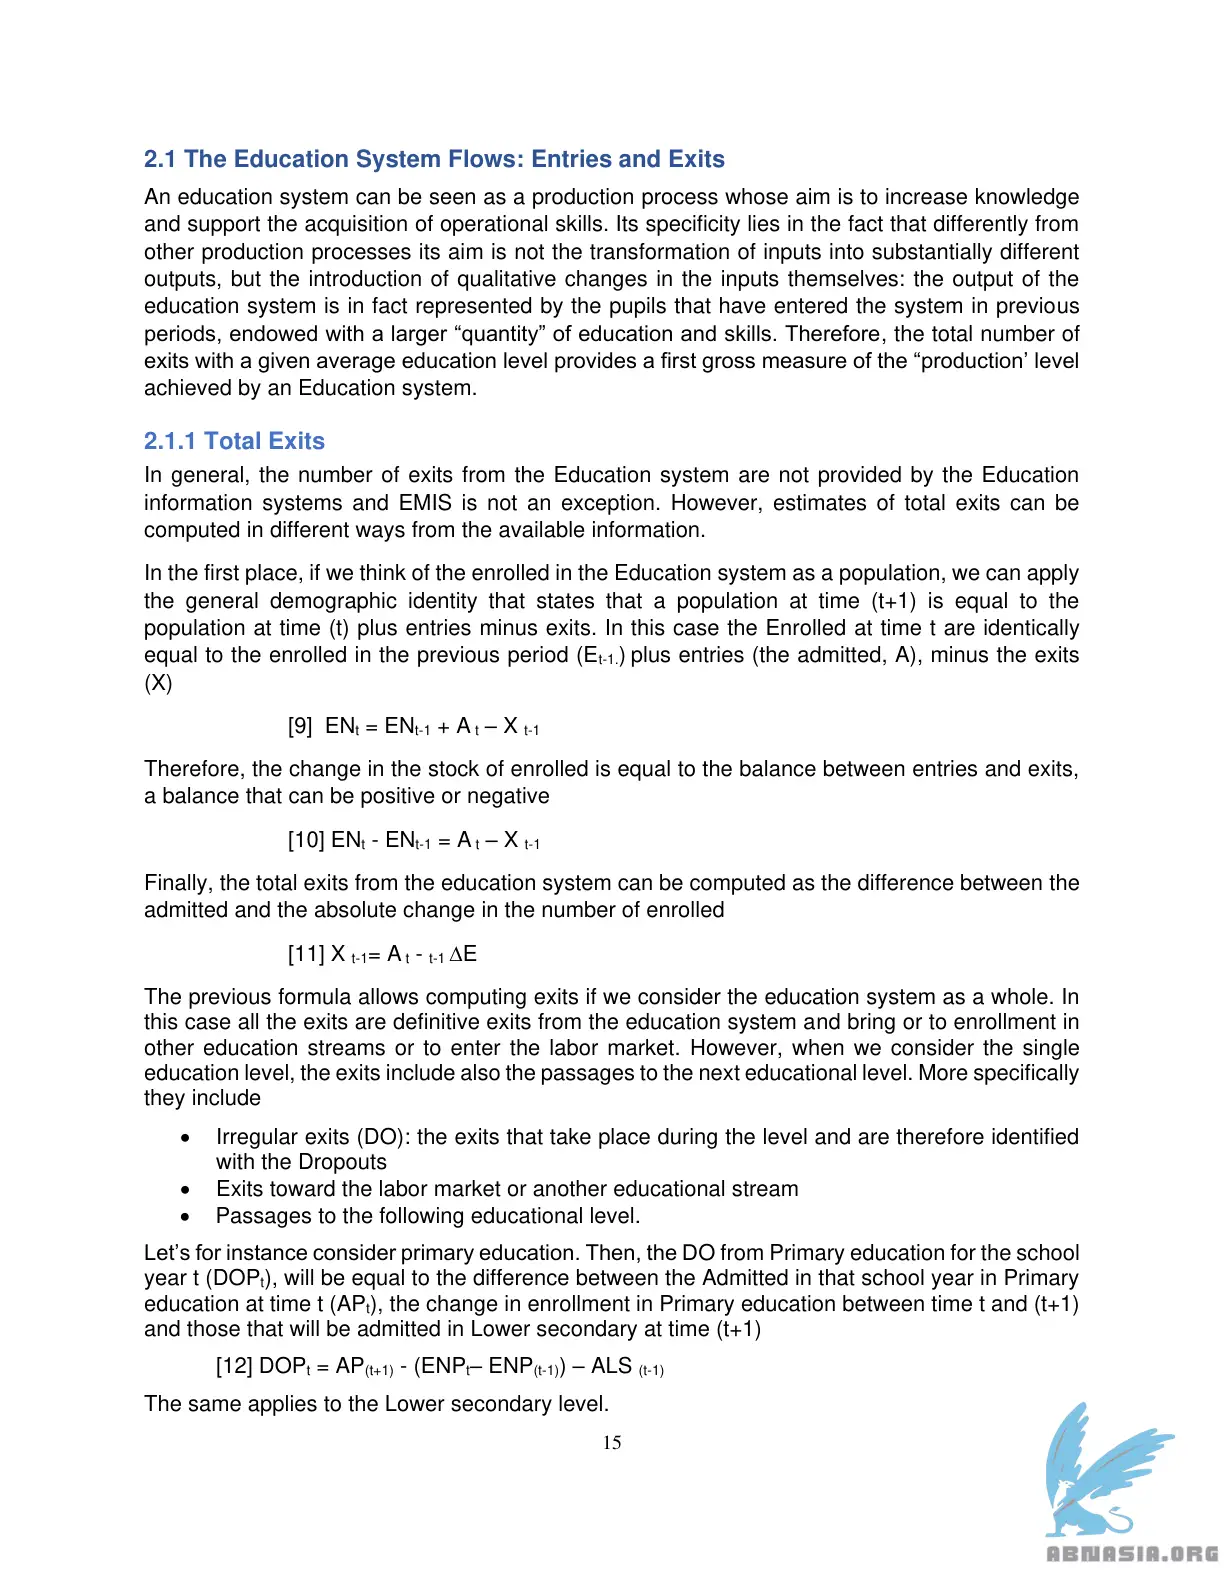 2.1 The Education System Flows: Entries and Exits
An education system can be seen as a production process whose aim is to increase knowledge
and support the acquisition of operational skills. Its specificity lies in the fact that differently from
other production processes its aim is not the transformation of inputs into substantially different
outputs, but the introduction of qualitative changes in the inputs themselves: the output of the
education system is in fact represented by the pupils that have entered the system in previous
periods, endowed with a larger “quantity” of education and skills. Therefore, the total number of
exits with a given average education level provides a first gross measure of the “production’ level
achieved by an Education system.
2.1.1 Total Exits
In general, the number of exits from the Education system are not provided by the Education
information systems and EMIS is not an exception. However, estimates of total exits can be
computed in different ways from the available information.
In the first place, if we think of the enrolled in the Education system as a population, we can apply
the general demographic identity that states that a population at time (t+1) is equal to the
population at time (t) plus entries minus exits. In this case the Enrolled at time t are identically
equal to the enrolled in the previous period (Et-1.) plus entries (the admitted, A), minus the exits
(X)
[9] ENt = ENt-1 + A t – X t-1
Therefore, the change in the stock of enrolled is equal to the balance between entries and exits,
a balance that can be positive or negative
[10] ENt - ENt-1 = A t – X t-1
Finally, the total exits from the education system can be computed as the difference between the
admitted and the absolute change in the number of enrolled
[11] X t-1= A t - t-1 ∆E
The previous formula allows computing exits if we consider the education system as a whole. In
this case all the exits are definitive exits from the education system and bring or to enrollment in
other education streams or to enter the labor market. However, when we consider the single
education level, the exits include also the passages to the next educational level. More specifically
they include
• Irregular exits (DO): the exits that take place during the level and are therefore identified
with the Dropouts
• Exits toward the labor market or another educational stream
• Passages to the following educational level.
Let’s for instance consider primary education. Then, the DO from Primary education for the school
year t (DOPt), will be equal to the difference between the Admitted in that school year in Primary
education at time t (APt), the change in enrollment in Primary education between time t and (t+1)
and those that will be admitted in Lower secondary at time (t+1)
[12] DOPt = AP(t+1) - (ENPt– ENP(t-1)) – ALS (t-1)
The same applies to the Lower secondary level.
15
ABNASIA.ORG